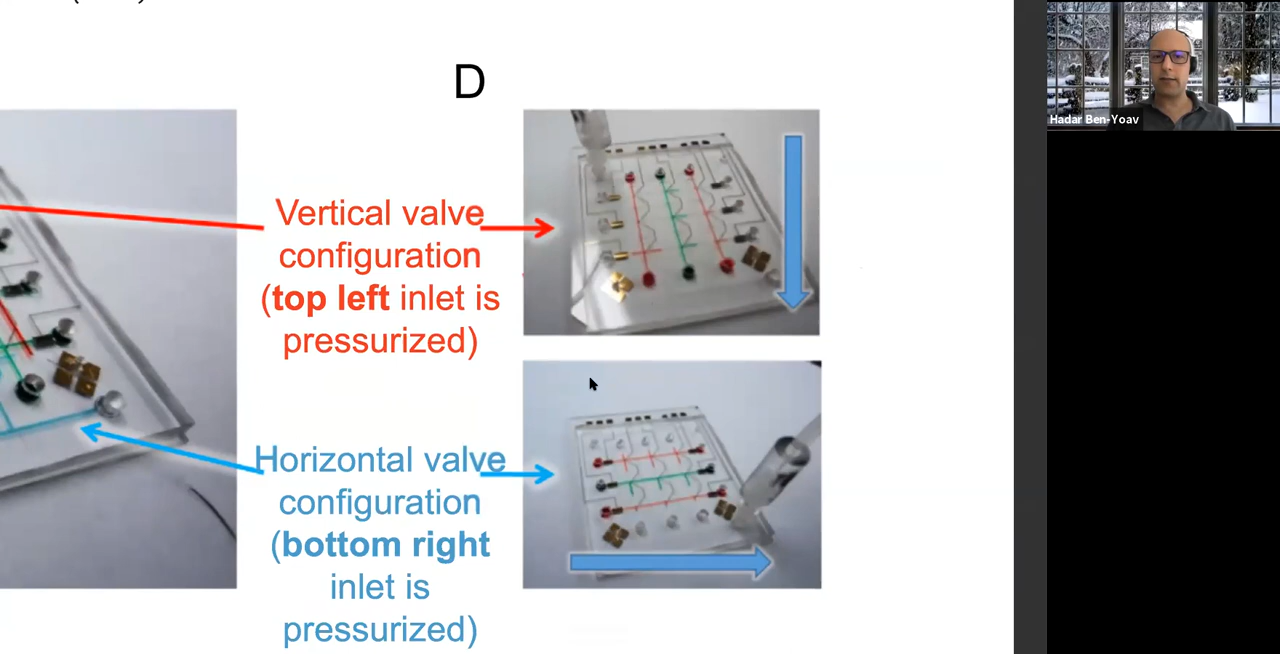 D
Vertical valve
configuration
(top left inlet is
pressurized)
Horizontal valve
configuration
(bottom right
inlet is
pressurized)
Hadar Ben-Yoav